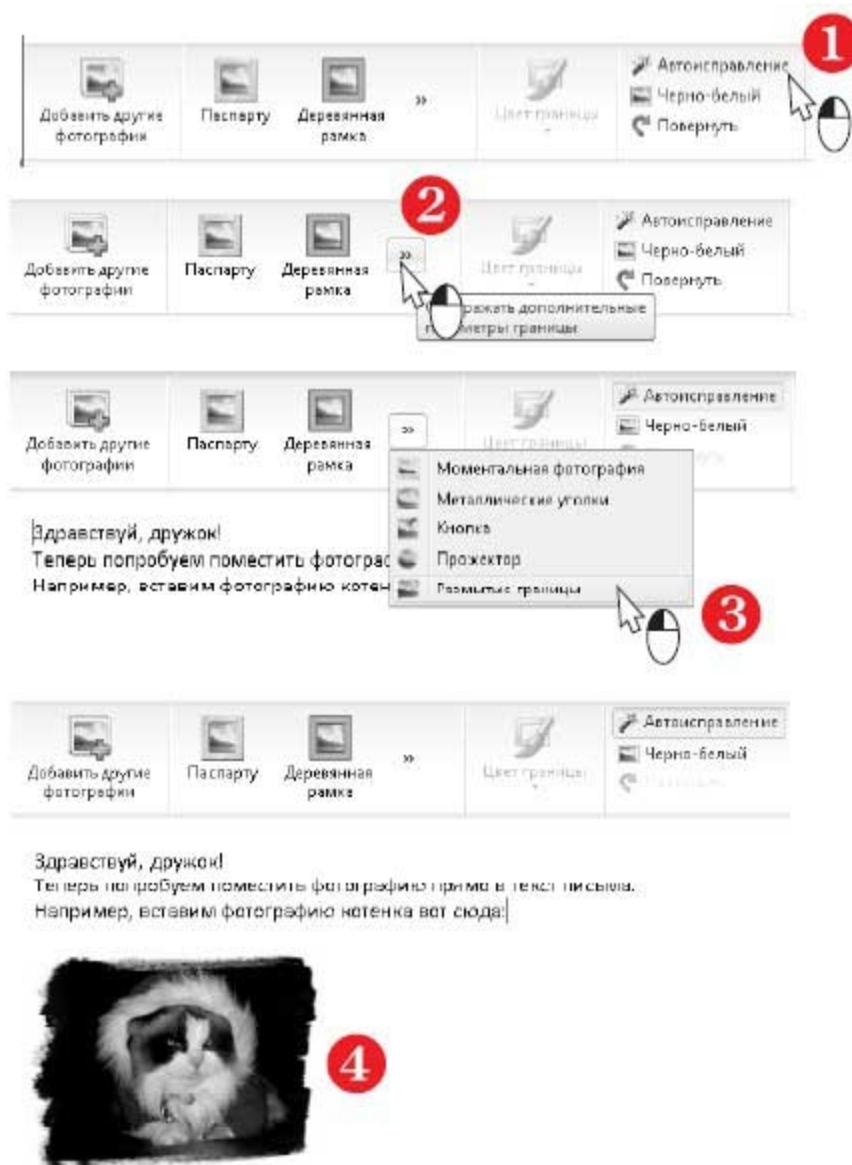 1
Автоисправление
Черно-белый
Повернуть
Добавить другие
фотографии
Паспарту
Деревянная
рамка
»
Цвет границы
2
Автоисправление
Черно-белый
Повернуть
Добавить другие
фотографии
Паспарту
Деревянная
рамка
»
Цвет границы
ражать дополнительные
метры границы
Автоисправление
Черно-белый
Добавить другие
фотографии
Паспарту
Деревянная
рамка
»
Цвет границы
Моментальная фотография
Металлические уголки
Кнопка
Прожектор
Размытые границы
Здравствуй, дружок!
Теперь попробуем поместить фотограф
Например, вставим фотографию котен
3
Автоисправление
Черно-белый
Добавить другие
фотографии
Паспарту
Деревянная
рамка
»
Цвет границы
Здравствуй, дружок!
Теперь попробуем поместить фотографию прямо в текст письма.
Например, вставим фотографию котенка вот сюда:
4